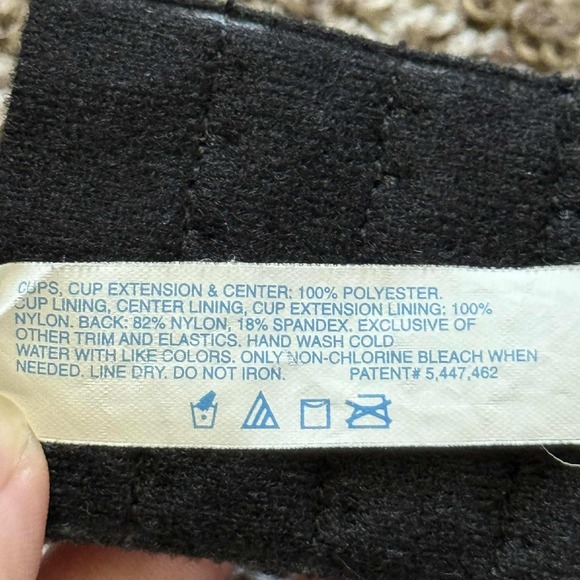 CUPS, CUP EXTENSION & CENTER: 100% POLYESTER.
CUP LINING, CENTER LINING, CUP EXTENSION LINING: 100%
NYLON. BACK: 82% NYLON, 18% SPANDEX, EXCLUSIVE OF
OTHER TRIM AND ELASTICS. HAND WASH COLD
WATER WITH LIKE COLORS. ONLY NON-CHLORINE BLEACH WHEN
NEEDED. LINE DRY. DO NOT IRON. PATENT# 5,447,462